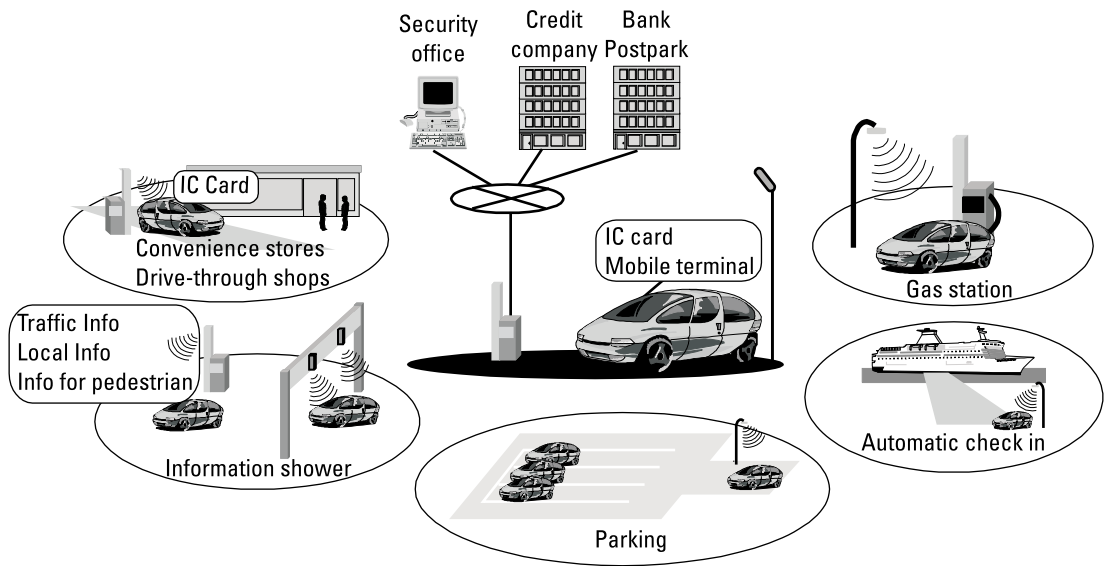 Security
office
Credit
company
Bank
Postpark
IC Card
Convenience stores
Drive-through shops
IC card
Mobile terminal
Gas station
Traffic Info
Local Info
Info for pedestrian
Information shower
Automatic check in
Parking